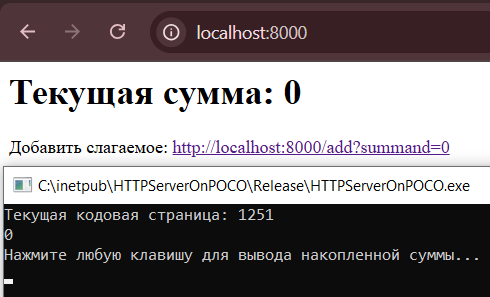 localhost:8000
Текущая сумма: 0
Добавить слагаемое: http://localhost:8000/add?summand=0
C:\inetpub\HTTPServerOnPOCO\Release\HTTPServerOnPOCO.exe
Текущая кодовая страница: 1251
0
Нажмите любую клавишу для вывода накопленной суммы...